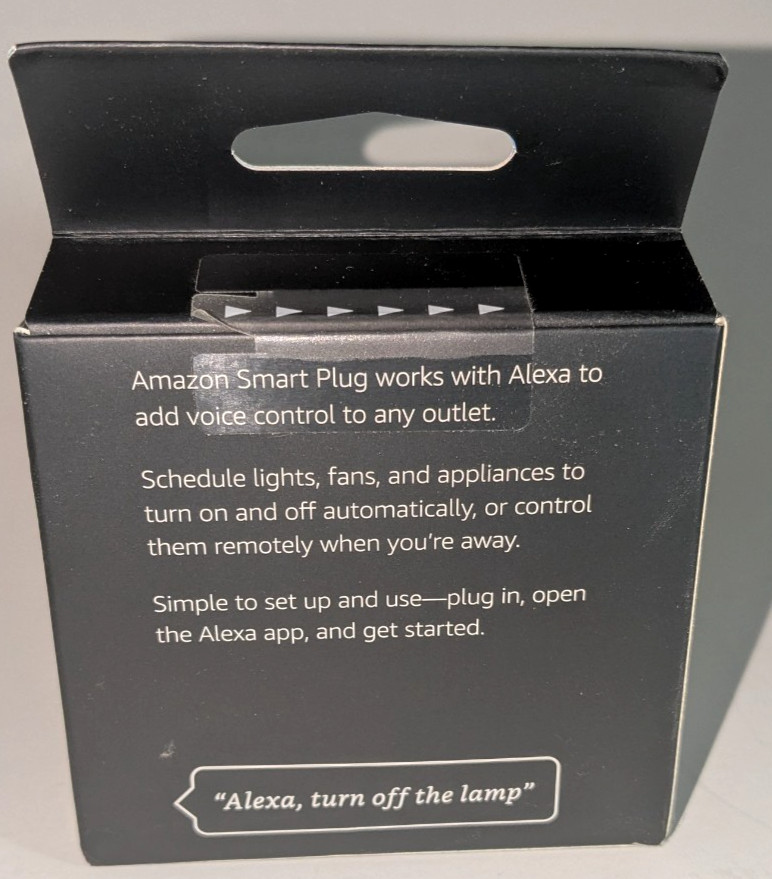 Amazon Smart Plug works with Alexa to
add voice control to any outlet.
Schedule lights, fans, and appliances to
turn on and off automatically, or control
them remotely when you're away.
Simple to set up and use—plug in, open
the Alexa app, and get started.
“Alexa, turn off the lamp”